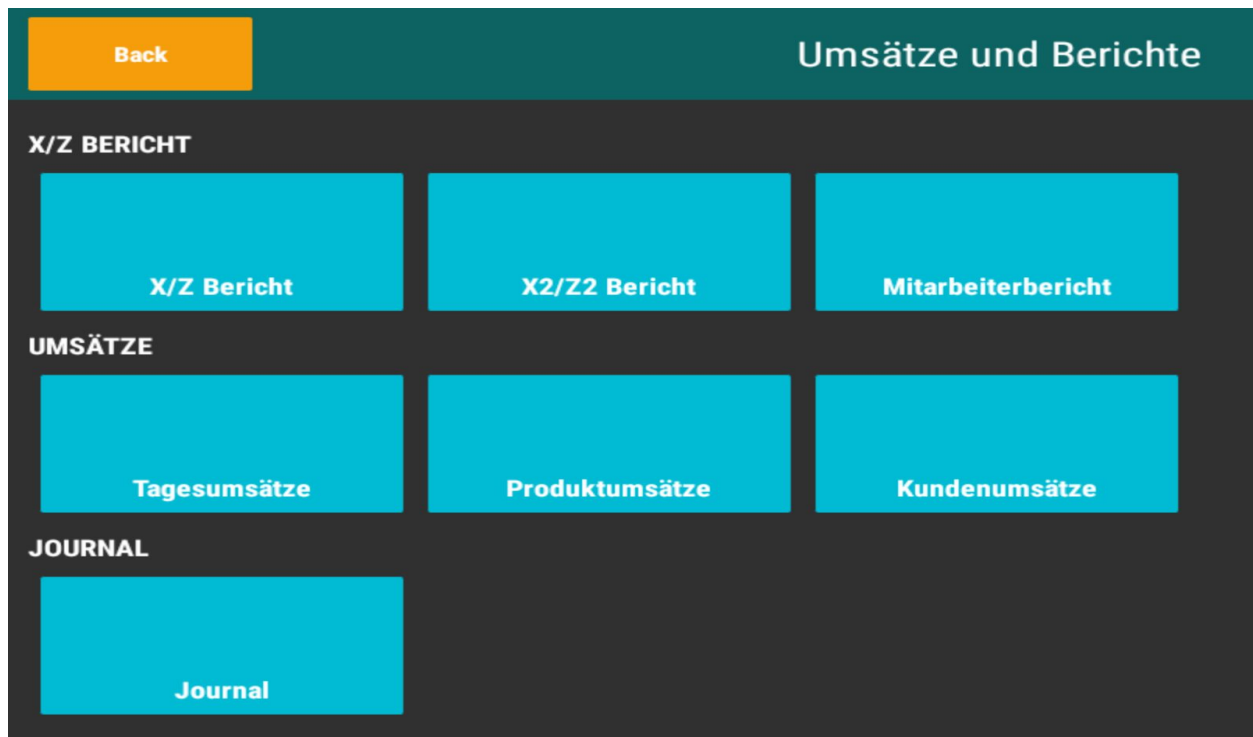 Back
Umsätze und Berichte
X/Z BERICHT
X/Z Bericht
X2/Z2 Bericht
Mitarbeiterbericht
UMSÄTZE
Tagesumsätze
Produktumsätze
Kundenumsätze
JOURNAL
Journal